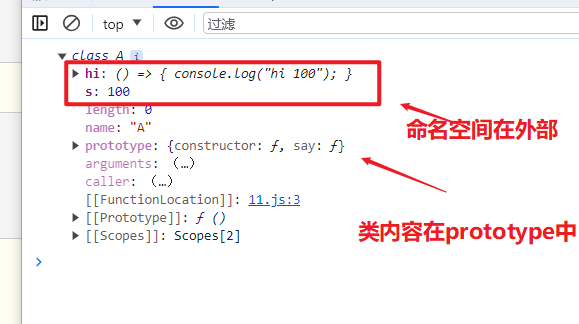 top
过滤
class A i
hi: () => { console.log("hi 100"); }
s: 100
length: 0
name: "A"
prototype: {constructor: ƒ, say: ƒ}
arguments: (…)
caller: (…)
[[FunctionLocation]]: 11.js:3
[[Prototype]]: ƒ ()
[[Scopes]]: Scopes[2]
命名空间在外部
类内容在prototype中